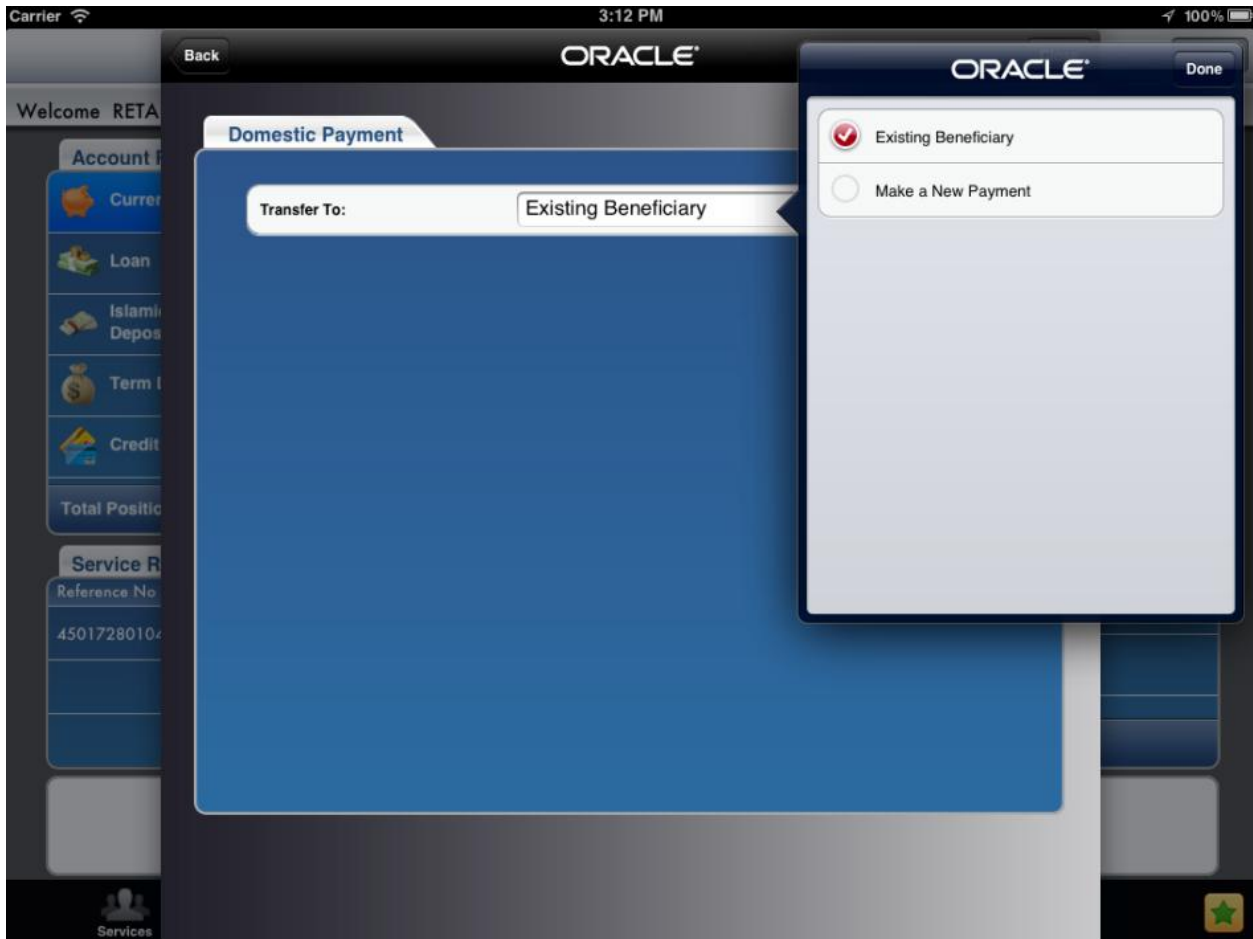 Carrier 3:12 PM 100%
Back ORACLE
ORACLE Done
Welcome RETA
Domestic Payment
Existing Beneficiary
Make a New Payment
Transfer To: Existing Beneficiary
Account
Curren
Loan
Islami
Depos
Term
Credit
Total Positio
Service R
Reference No
45017280104
Services